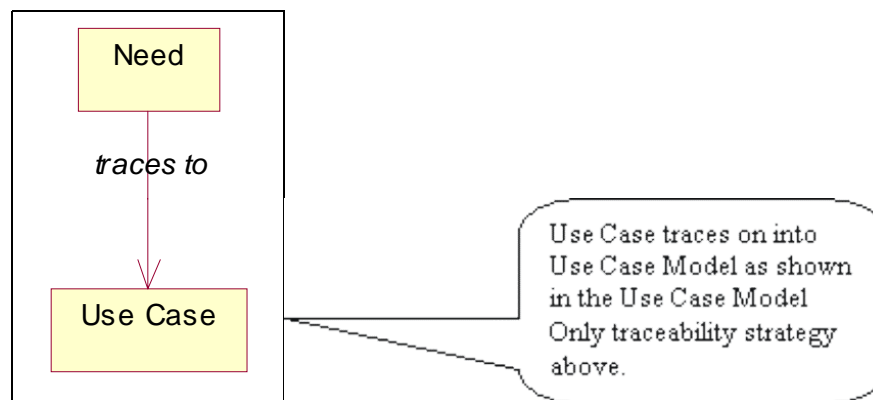 Need
traces to
Use Case
Use Case traces on into
Use Case Model as shown
in the Use Case Model
Only traceability strategy
above.